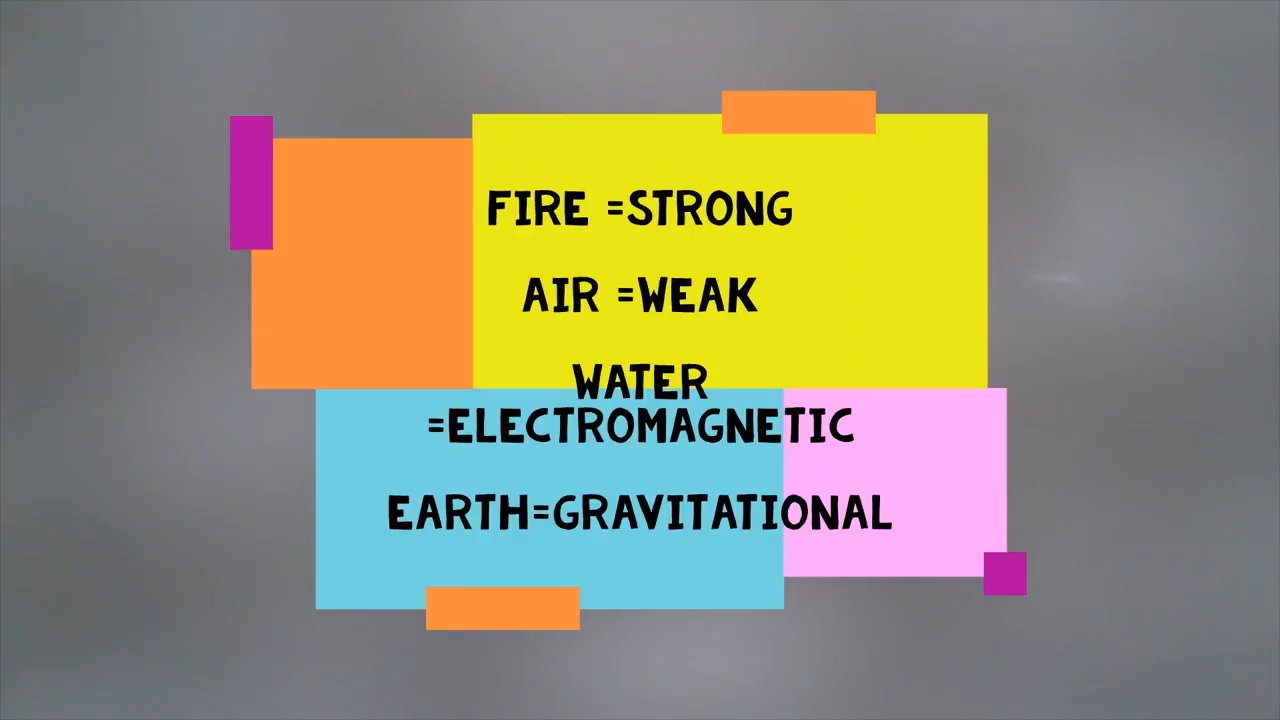 FIRE =STRONG
AIR =WEAK
WATER
=ELECTROMAGNETIC
EARTH=GRAVITATIONAL